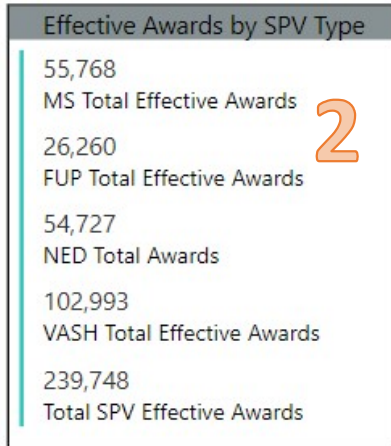 Effective Awards by SPV Type
55,768
MS Total Effective Awards
2
26,260
FUP Total Effective Awards
54,727
NED Total Awards
102,993
VASH Total Effective Awards
239,748
Total SPV Effective Awards